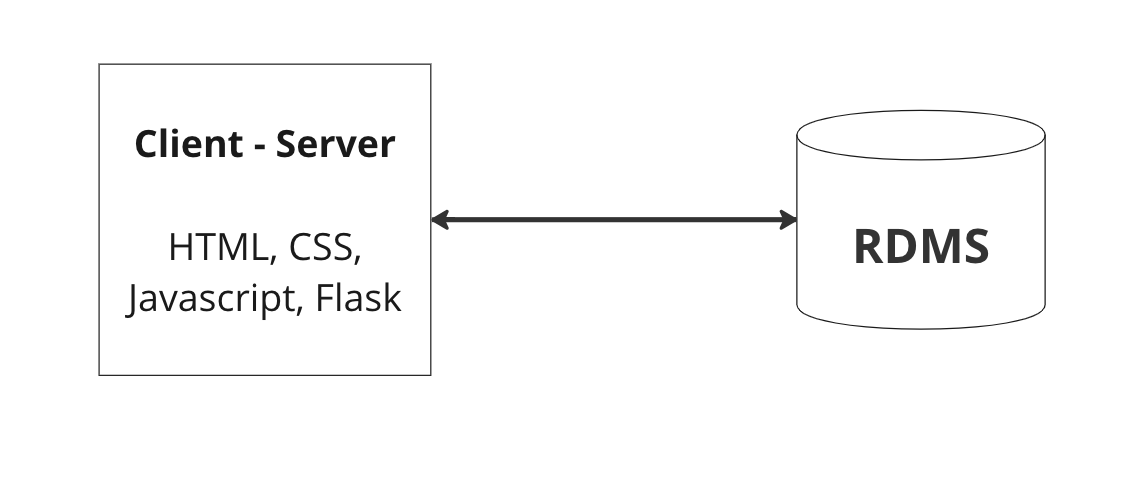 Client - Server
HTML, CSS,
Javascript, Flask
RDMS